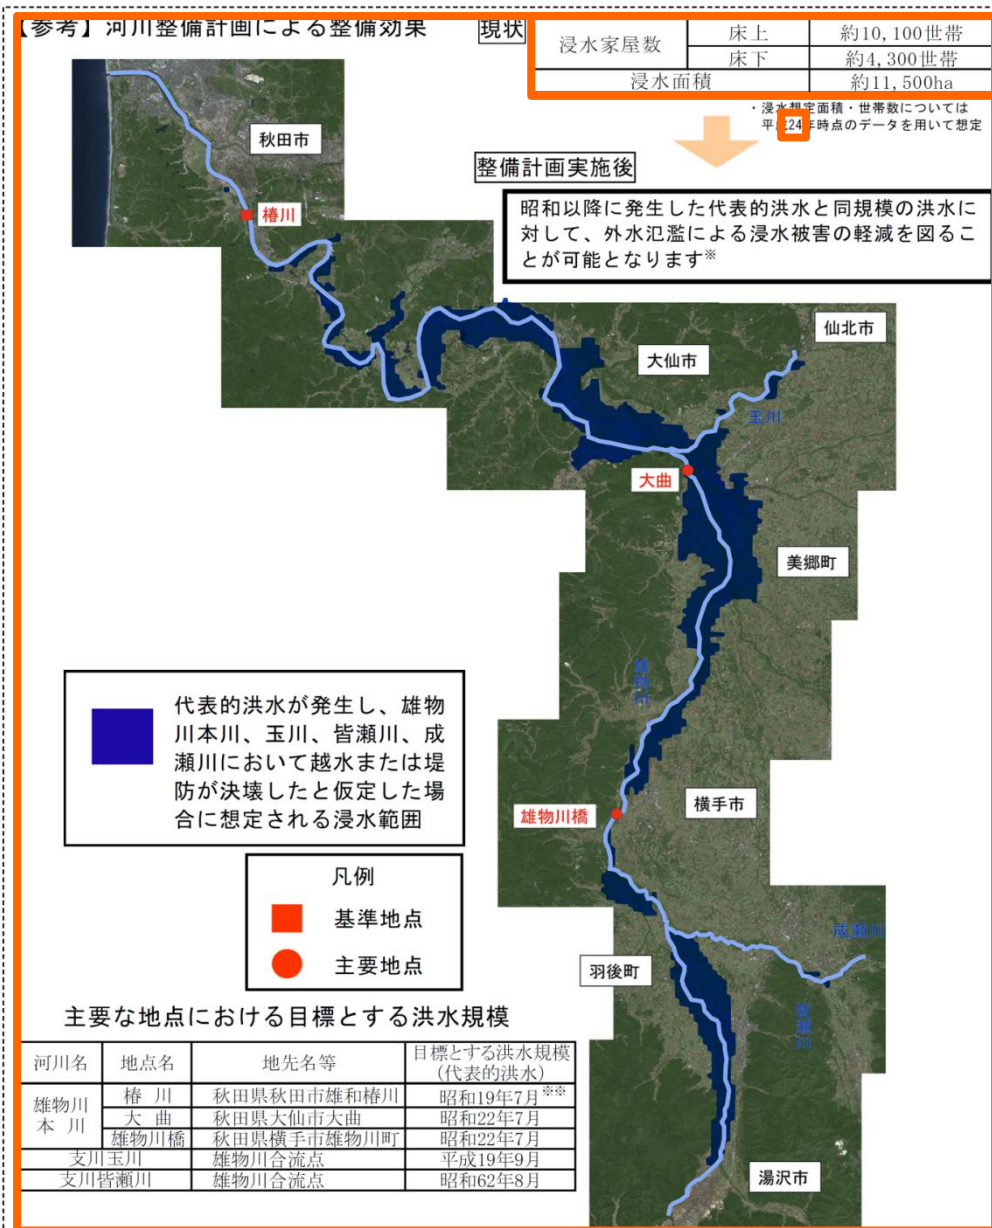 【参考】河川整備計画による整備効果
現状
浸水家屋数 床上 約10,100世帯
床下 約4,300世帯
浸水面積 約11,500ha
・浸水想定面積・世帯数については
平成24年時点のデータを用いて想定
整備計画実施後
昭和以降に発生した代表的洪水と同規模の洪水に
対して、外水氾濫による浸水被害の軽減を図るこ
とが可能となります※
秋田市
椿川
仙北市
大仙市
玉川
大曲
美郷町
雄物川
代表的洪水が発生し、雄物
川本川、玉川、皆瀬川、成
瀬川において越水または堤
防が決壊したと仮定した場
合に想定される浸水範囲
横手市
雄物川橋
凡例
基準地点
主要地点
成瀬川
羽後町
皆瀬川
湯沢市
主要な地点における目標とする洪水規模
河川名 地点名 地先名等 目標とする洪水規模
(代表的洪水)
雄物川
本川
椿川 秋田県秋田市雄和椿川 昭和19年7月※※
大曲 秋田県大仙市大曲 昭和22年7月
雄物川橋 秋田県横手市雄物川町 昭和22年7月
支川玉川 雄物川合流点 平成19年9月
支川皆瀬川 雄物川合流点 昭和62年8月